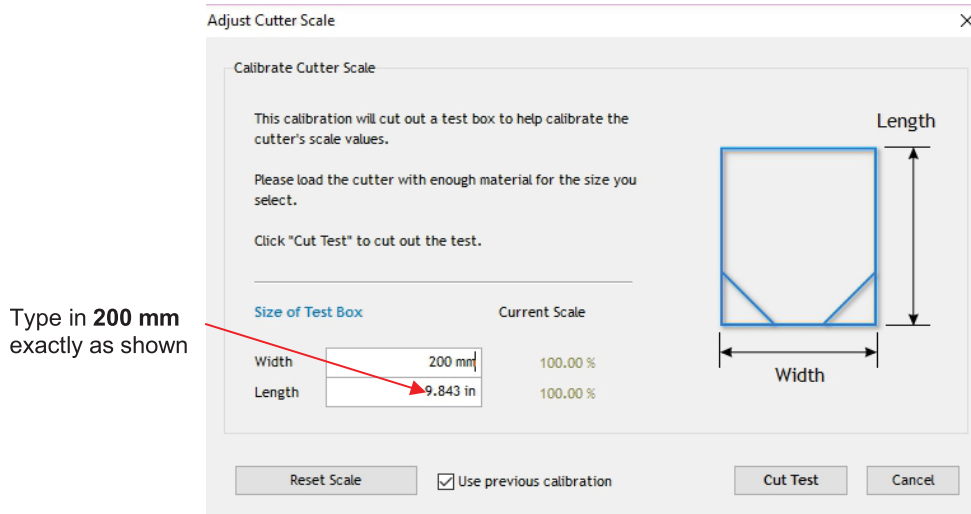 Adjust Cutter Scale
Calibrate Cutter Scale
This calibration will cut out a test box to help calibrate the
cutter's scale values.
Please load the cutter with enough material for the size you
select.
Click "Cut Test" to cut out the test.
Length
Size of Test Box
Current Scale
Type in 200 mm
exactly as shown
Width
200 mm
100.00 %
Length
9.843 in
100.00 %
Width
Reset Scale
Use previous calibration
Cut Test
Cancel